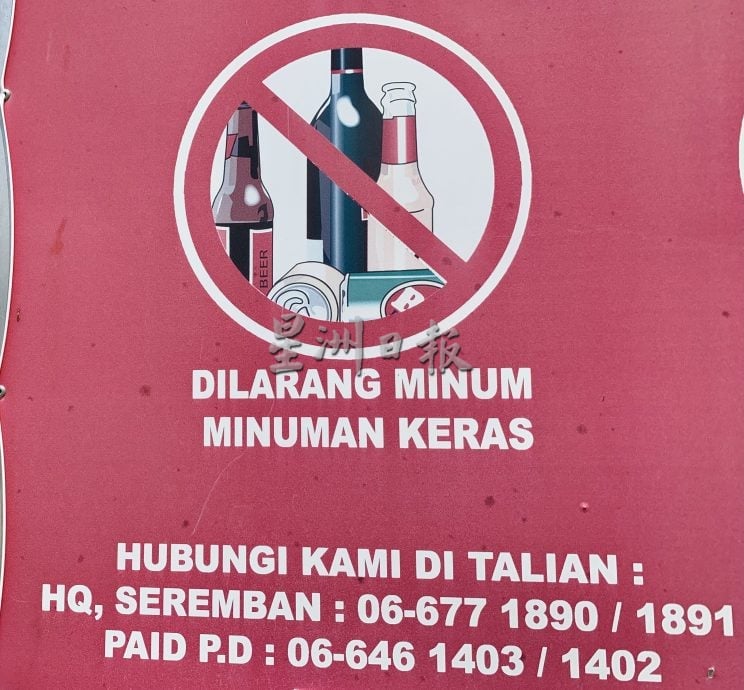 BEER
B
星洲日報
DILARANG MINUM
MINUMAN KERAS
HUBUNGI KAMI DI TALIAN :
HQ, SEREMBAN : 06-677 1890 / 1891
PAID P.D : 06-646 1403 / 1402